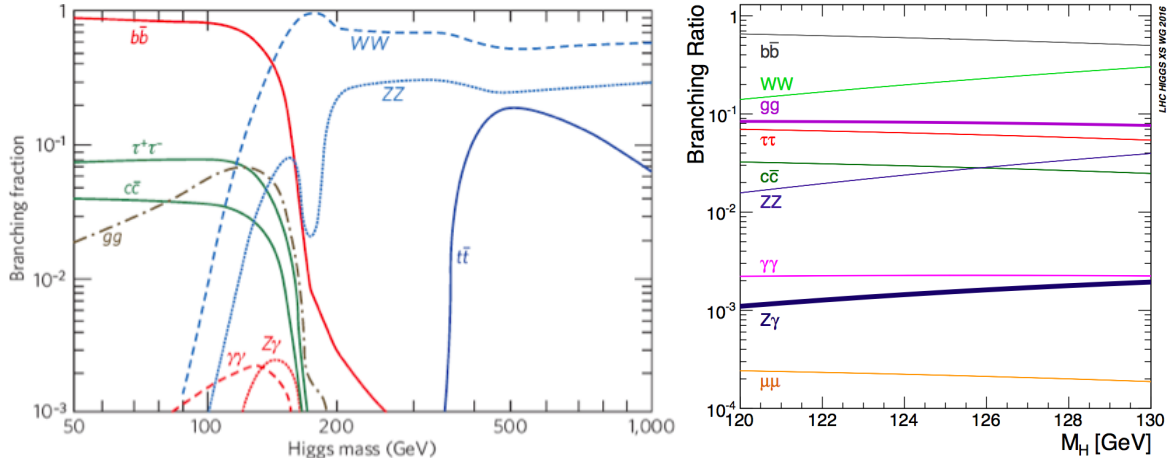 Branching fraction
1
10⁻¹
10⁻²
10⁻³
bb̄
WW
ZZ
τ⁺τ⁻
cc̄
gg
tt̄
γγ
Zγ
50
100
200
500
1,000
Higgs mass (GeV)
Branching Ratio
1
10⁻¹
10⁻²
10⁻³
10⁻⁴
LHC HIGGS XS WG 2016
bb̄
WW
gg
ττ
cc̄
ZZ
γγ
Zγ
μμ
120
122
124
126
128
130
M_H [GeV]